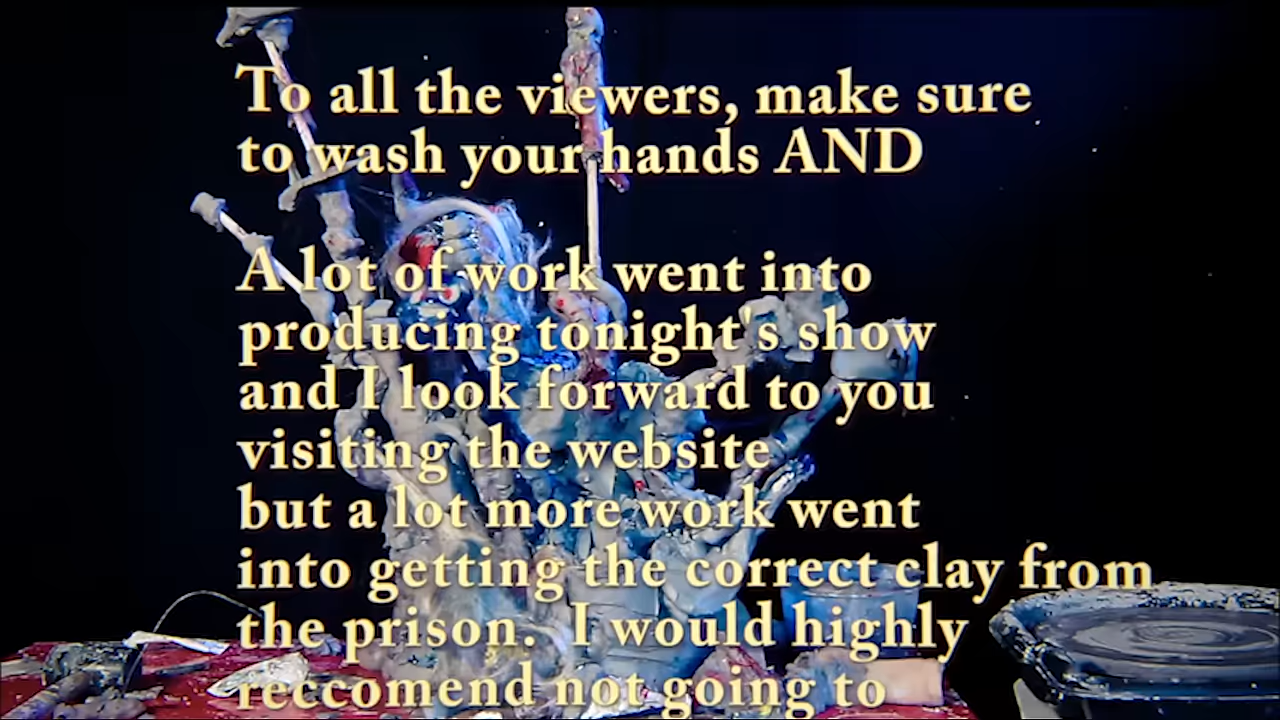 To all the viewers, make sure
to wash your hands AND
A lot of work went into
producing tonight's show
and I look forward to you
visiting the website
but a lot more work went
into getting the correct clay from
the prison.  I would highly
reccomend not going to